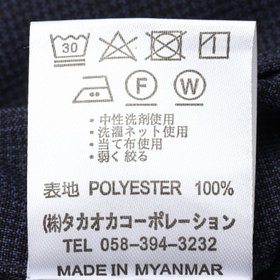 30
F W
・中性洗剤使用
・洗濯ネット使用
・当て布使用
・弱く絞る
表地 POLYESTER 100%
㈱タカオカコーポレーション
TEL 058-394-3232
MADE IN MYANMAR